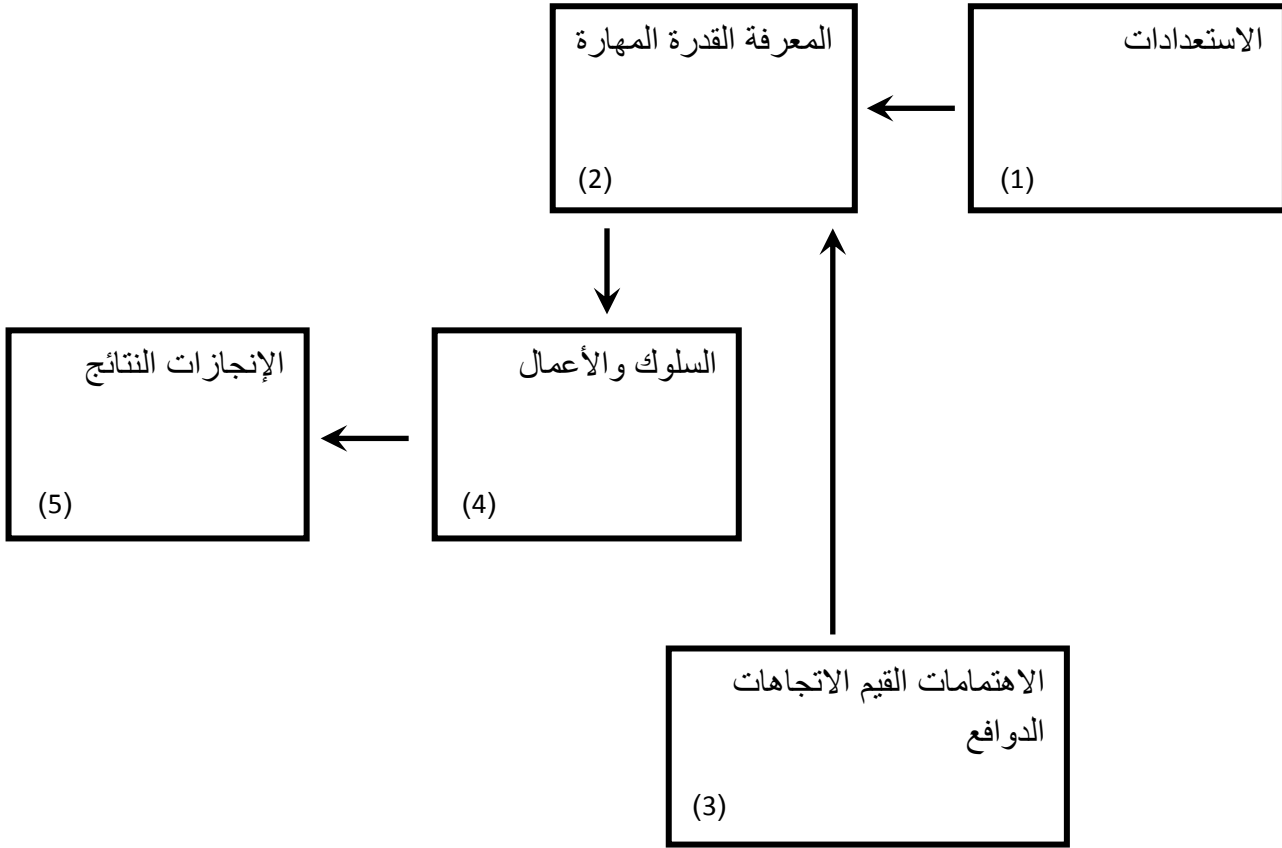 الاستعدادات
(1)
المعرفة القدرة المهارة
(2)
السلوك والأعمال
(4)
الإنجازات النتائج
(5)
الاهتمامات القيم الاتجاهات
الدوافع
(3)